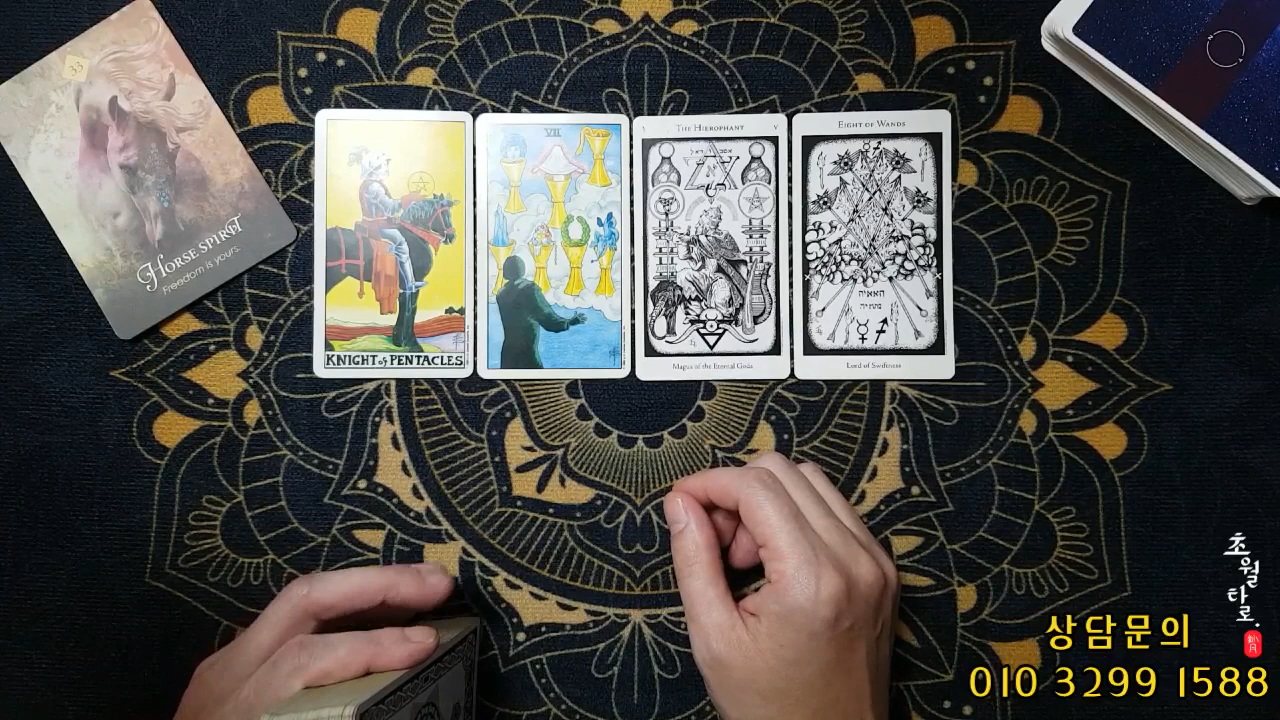 33
HORSE SPIRIT
Freedom is yours.
KNIGHT of PENTACLES
VII
THE HIEROPHANT
V
Magus of the Eternal Gods
EIGHT OF WANDS
Lord of Swiftness
초월타로.
상담문의
010 3299 1588